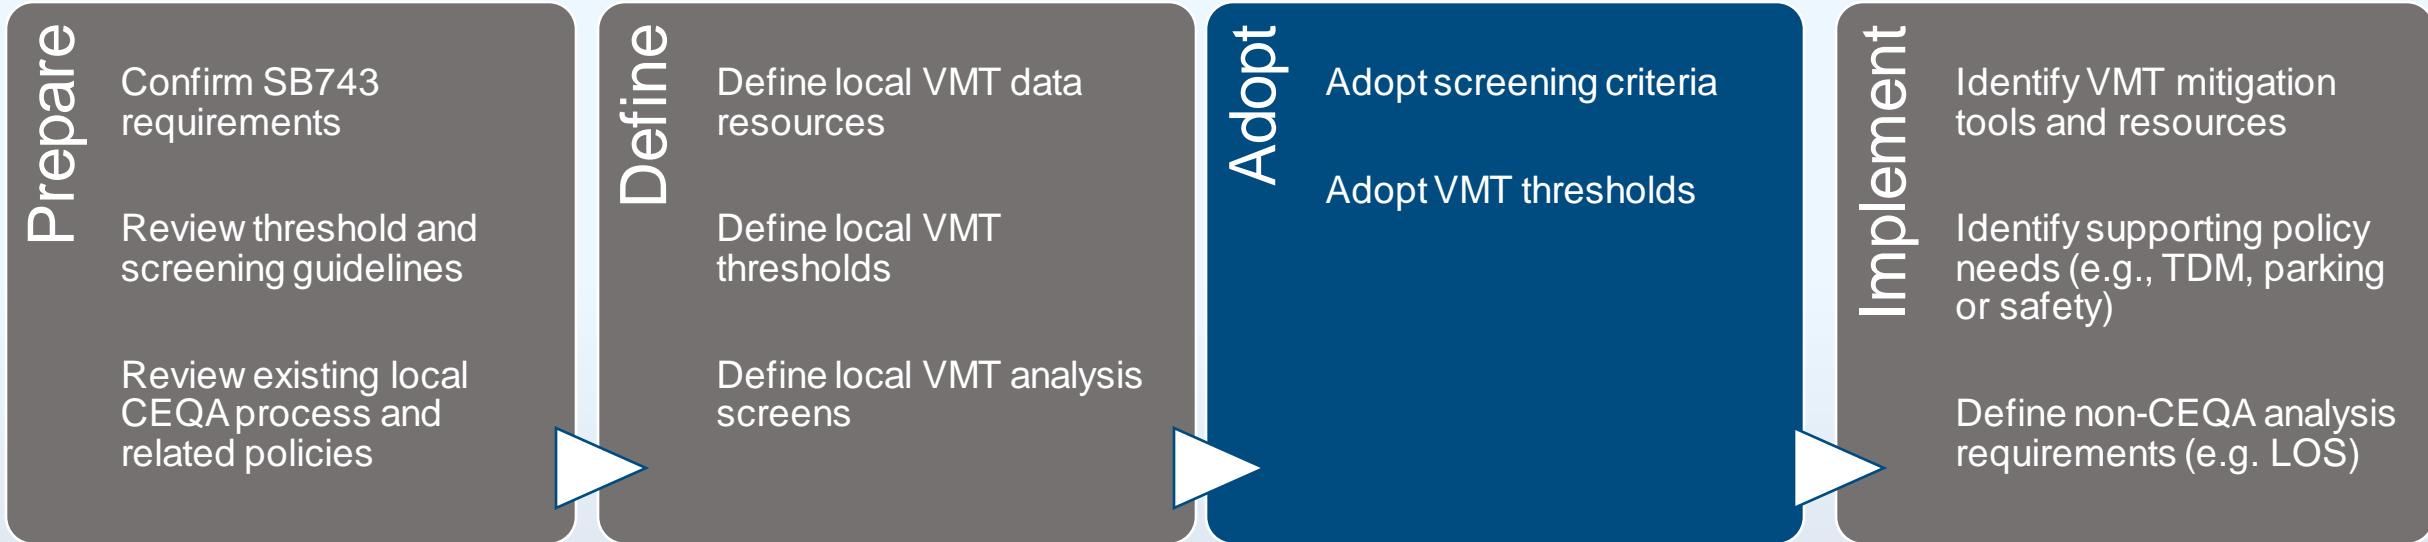 Prepare
Confirm SB743
requirements
Review threshold and
screening guidelines
Review existing local
CEQA process and
related policies
Define
Define local VMT data
resources
Define local VMT
thresholds
Define local VMT analysis
screens
Adopt
Adopt screening criteria
Adopt VMT thresholds
Implement
Identify VMT mitigation
tools and resources
Identify supporting policy
needs (e.g., TDM, parking
or safety)
Define non-CEQA analysis
requirements (e.g. LOS)